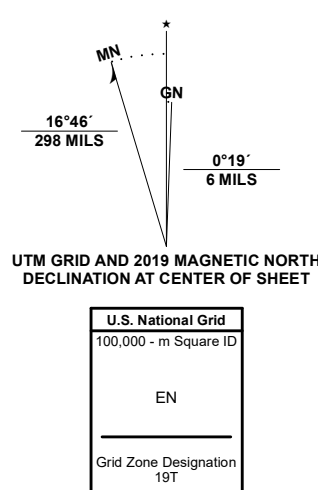 ★
MN
GN
16°46´
298 MILS
0°19´
6 MILS
UTM GRID AND 2019 MAGNETIC NORTH
DECLINATION AT CENTER OF SHEET
U.S. National Grid
100,000 - m Square ID
EN
Grid Zone Designation
19T